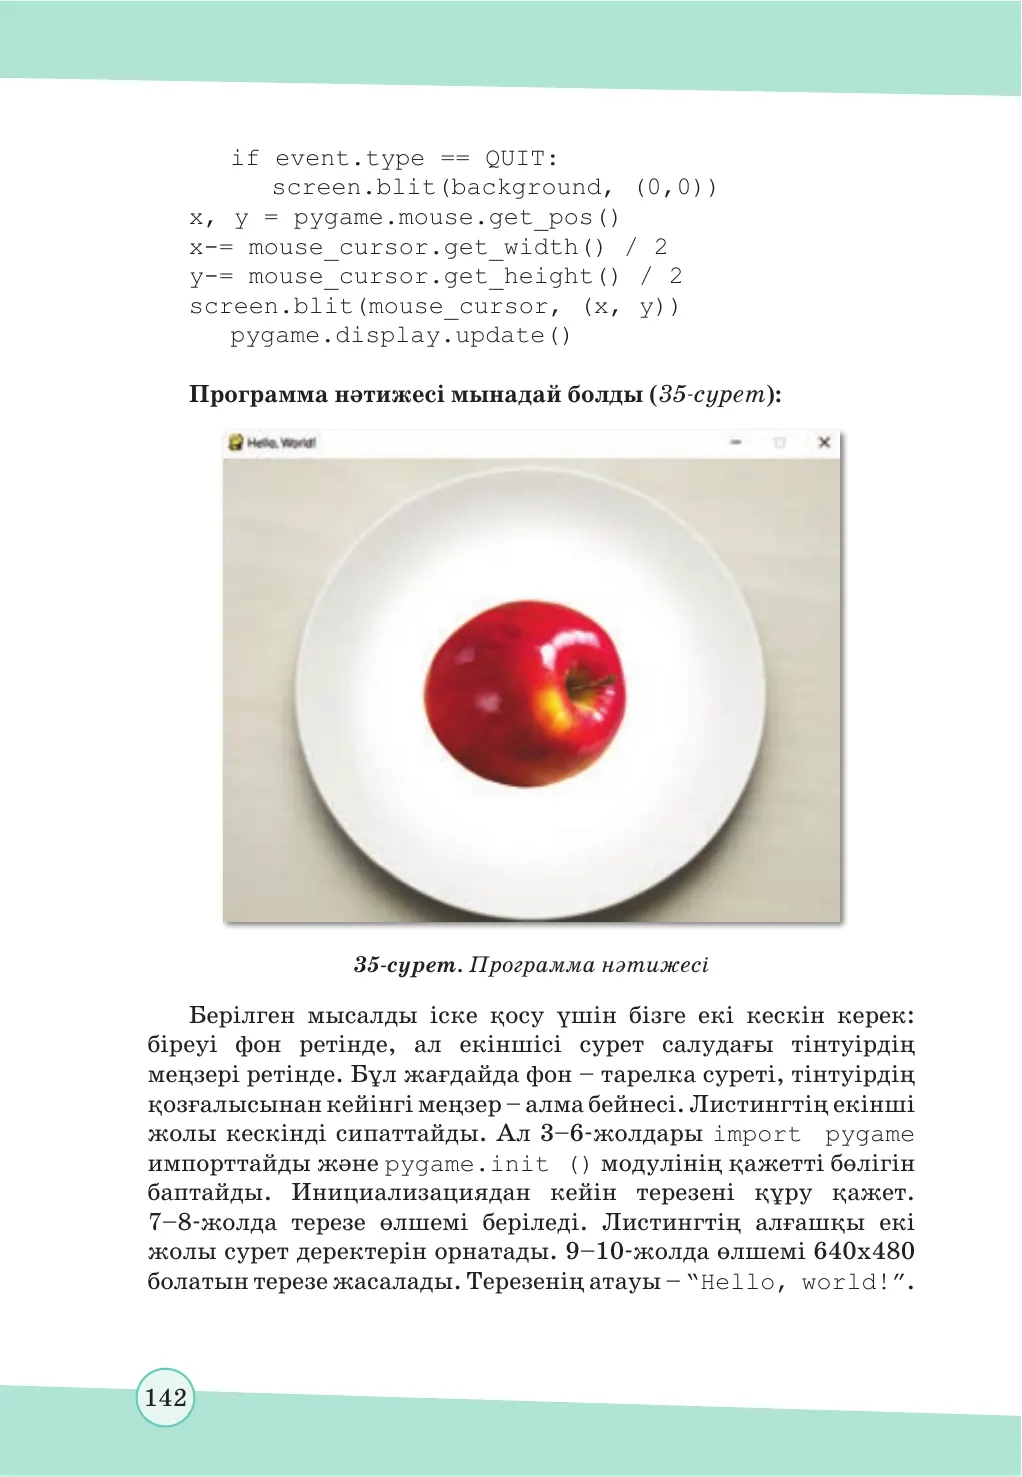 if event.type == QUIT:
screen.blit(background, (0,0))
x, y = pygame.mouse.get_pos()
x-= mouse_cursor.get_width() / 2
y-= mouse_cursor.get_height() / 2
screen.blit(mouse_cursor, (x, y))
pygame.display.update()
Программа нәтижесі мынадай болды (35-сурет):
Hello, World!
35-сурет. Программа нәтижесі
Берілген мысалды іске қосу үшін бізге екі кескін керек:
біреуі фон ретінде, ал екіншісі сурет салудағы тінтуірдің
меңзері ретінде. Бұл жағдайда фон – тарелка суреті, тінтуірдің
қозғалысынан кейінгі меңзер – алма бейнесі. Листингтің екінші
жолы кескінді сипаттайды. Ал 3–6-жолдары import pygame
импорттайды және pygame.init () модулінің қажетті бөлігін
баптайды. Инициализациядан кейін терезені құру қажет.
7–8-жолда терезе өлшемі беріледі. Листингтің алғашқы екі
жолы сурет деректерін орнатады. 9–10-жолда өлшемі 640x480
болатын терезе жасалады. Терезенің атауы – “Hello, world!”.
142